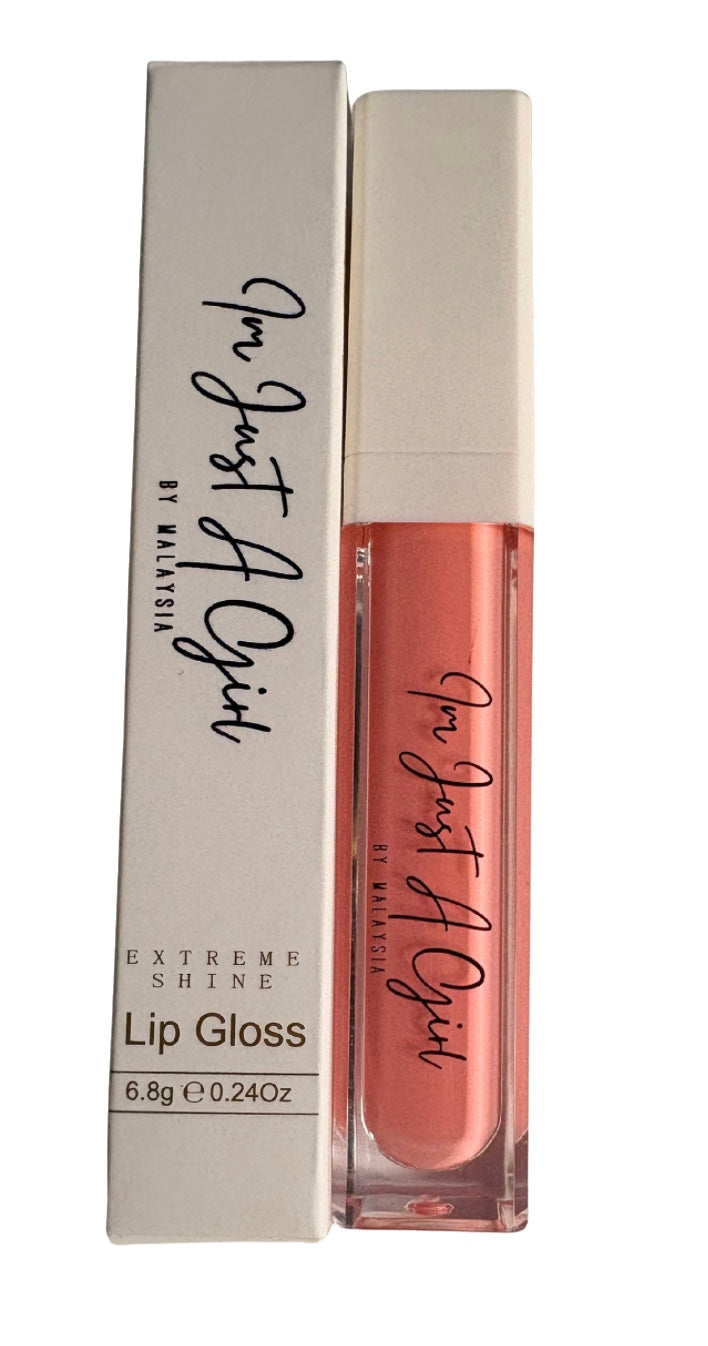 Im Just A Girl
BY MALAYSIA
EXTREME
SHINE
Lip Gloss
6.8g ℮ 0.24Oz
Im Just A Girl
BY MALAYSIA